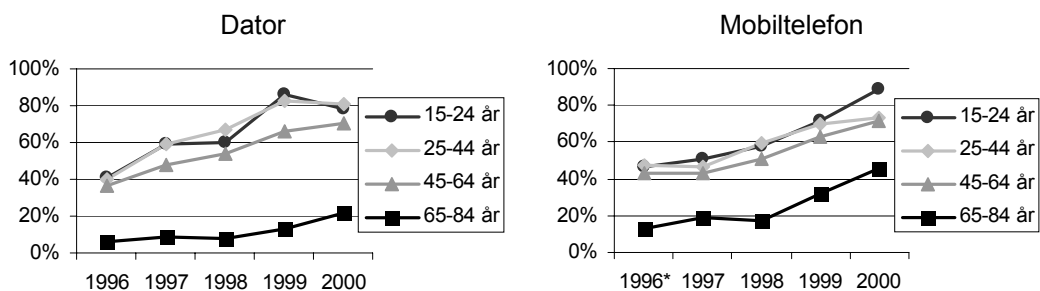 Dator
100%
80%
60%
40%
20%
0%
1996 1997 1998 1999 2000
15-24 år
25-44 år
45-64 år
65-84 år
Mobiltelefon
100%
80%
60%
40%
20%
0%
1996* 1997 1998 1999 2000
15-24 år
25-44 år
45-64 år
65-84 år